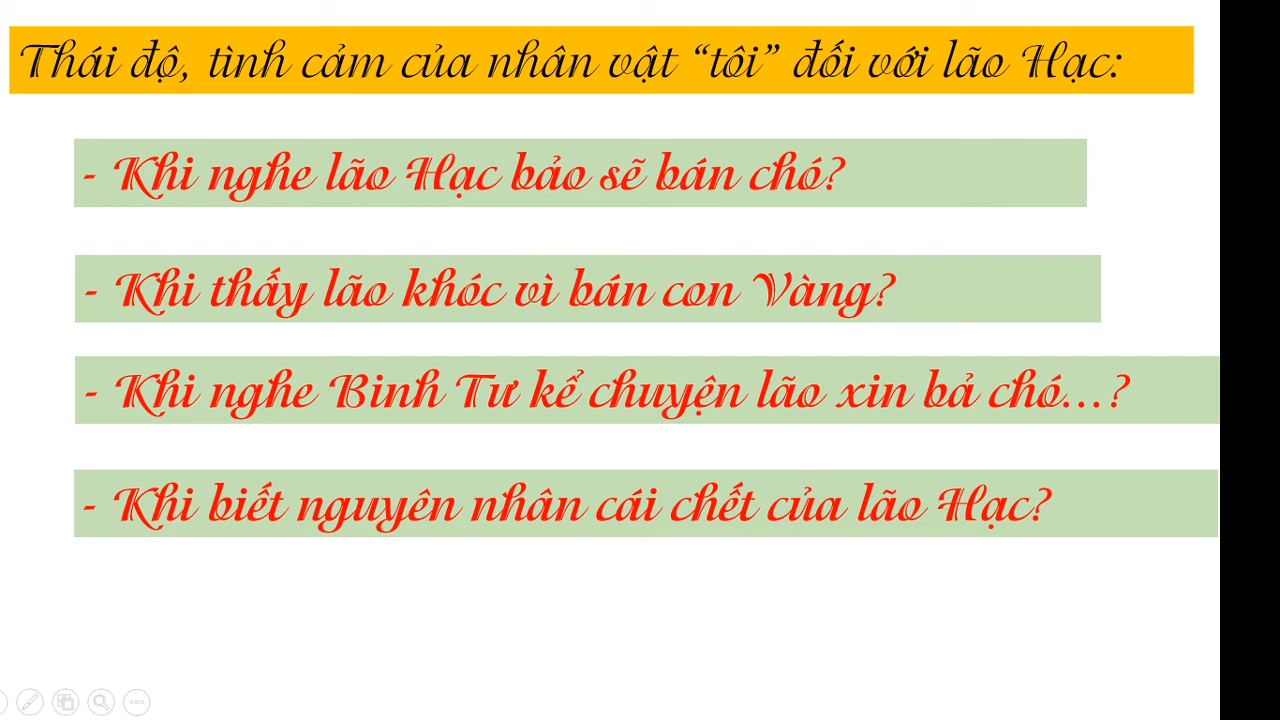 Thái độ, tình cảm của nhân vật “tôi” đối với lão Hạc:
- Khi nghe lão Hạc bảo sẽ bán chó?
- Khi thấy lão khóc vì bán con Vàng?
- Khi nghe Binh Tư kể chuyện lão xin bả chó...?
- Khi biết nguyên nhân cái chết của lão Hạc?